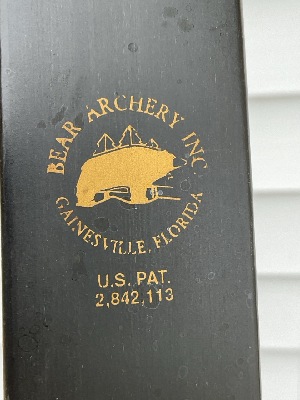 BEAR ARCHERY INC
GAINESVILLE, FLORIDA
U.S. PAT.
2,842,113